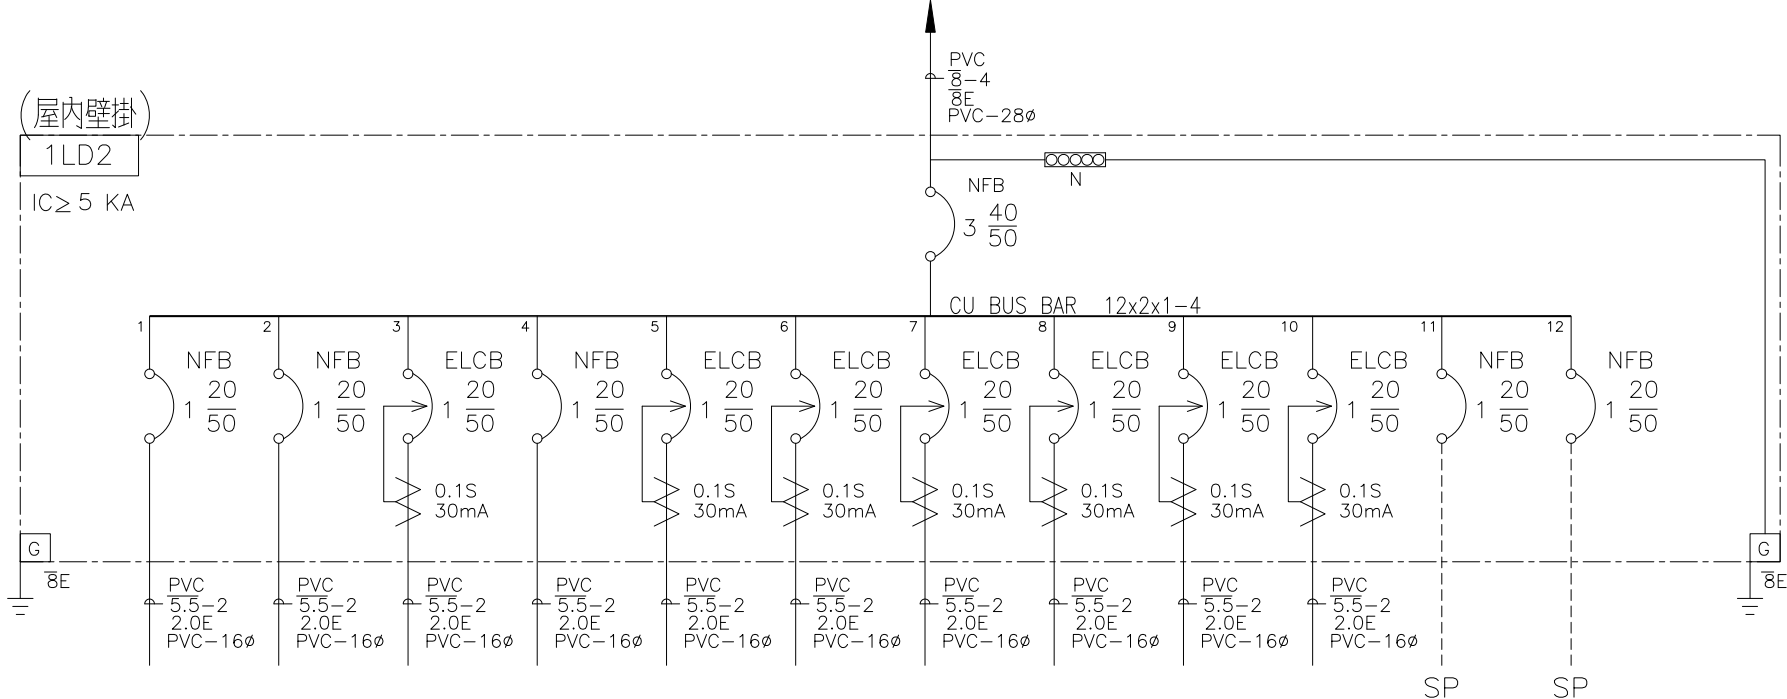 PVC
8-4
8E
PVC-28ø
(屋內壁掛)
1LD2
IC≥ 5 KA
N
NFB
3 40
50
CU BUS BAR 12x2x1-4
1 2 3 4 5 6 7 8 9 10 11 12
NFB NFB ELCB NFB ELCB ELCB ELCB ELCB ELCB ELCB NFB NFB
20 20 20 20 20 20 20 20 20 20 20 20
1 1 1 1 1 1 1 1 1 1 1 1
50 50 50 50 50 50 50 50 50 50 50 50
0.1S 0.1S 0.1S 0.1S 0.1S 0.1S 0.1S
30mA 30mA 30mA 30mA 30mA 30mA 30mA
G G
8E 8E
PVC PVC PVC PVC PVC PVC PVC PVC PVC PVC
5.5-2 5.5-2 5.5-2 5.5-2 5.5-2 5.5-2 5.5-2 5.5-2 5.5-2 5.5-2
2.0E 2.0E 2.0E 2.0E 2.0E 2.0E 2.0E 2.0E 2.0E 2.0E
PVC-16ø PVC-16ø PVC-16ø PVC-16ø PVC-16ø PVC-16ø PVC-16ø PVC-16ø PVC-16ø PVC-16ø
SP SP